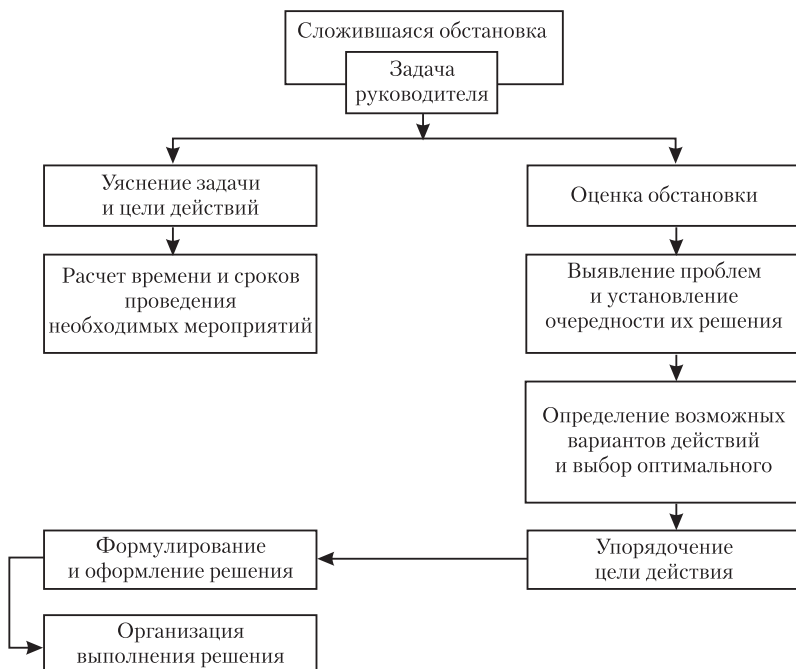 Сложившаяся обстановка
Задача
руководителя
Уяснение задачи
и цели действий
Оценка обстановки
Расчет времени и сроков
проведения
необходимых мероприятий
Выявление проблем
и установление
очередности их решения
Определение возможных
вариантов действий
и выбор оптимального
Формулирование
и оформление решения
Упорядочение
цели действия
Организация
выполнения решения